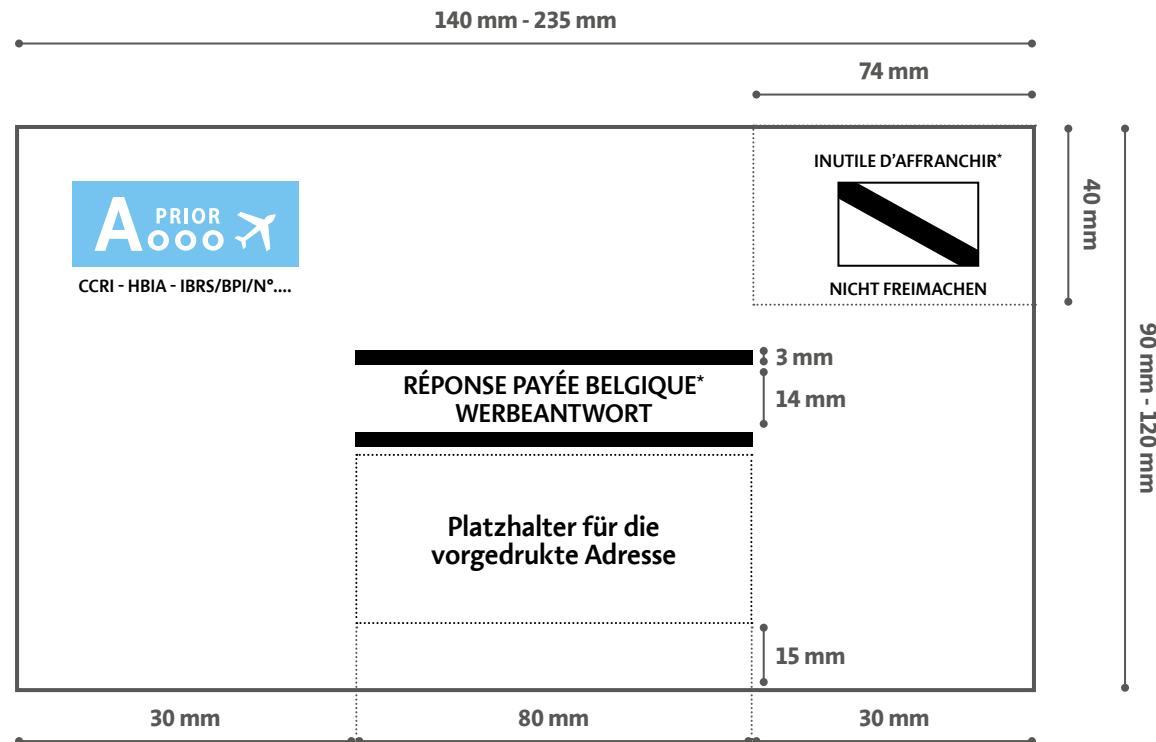 140 mm - 235 mm
74 mm
INUTILE D'AFFRANCHIR*
NICHT FREIMACHEN
40 mm
90 mm - 120 mm
A PRIOR
CCRI - HBIA - IBRS/BPI/N°....
3 mm
RÉPONSE PAYÉE BELGIQUE*
WERBEANTWORT
14 mm
Platzhalter für die
vorgedrukte Adresse
15 mm
30 mm
80 mm
30 mm